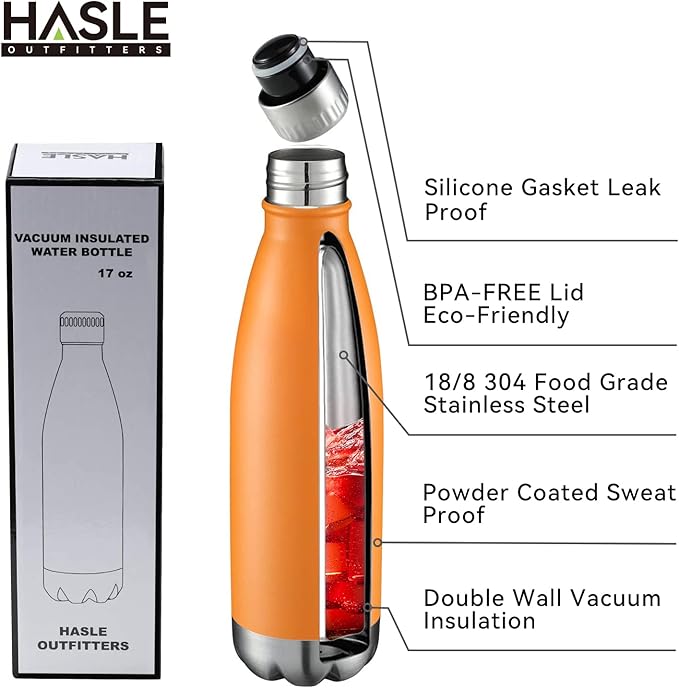 HASLE
OUTFITTERS
HASLE
VACUUM INSULATED
WATER BOTTLE
17 oz
HASLE
OUTFITTERS
Silicone Gasket Leak
Proof
BPA-FREE Lid
Eco-Friendly
18/8 304 Food Grade
Stainless Steel
Powder Coated Sweat
Proof
Double Wall Vacuum
Insulation